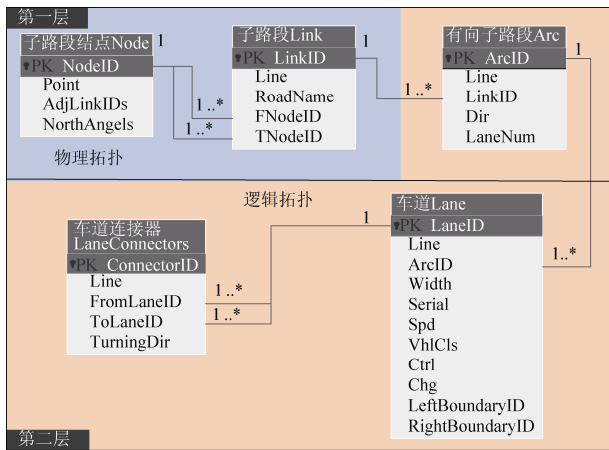 第一层
子路段结点Node
PK NodeID
Point
AdjLinkIDs
NorthAngels
1
子路段Link
PK LinkID
Line
RoadName
FNodeID
TNodeID
1
1..*
1 ..*
有向子路段Arc
PK ArcID
Line
LinkID
Dir
LaneNum
1
1..*
物理拓扑
逻辑拓扑
车道连接器
LaneConnectors
PK ConnectorID
Line
FromLaneID
ToLaneID
TurningDir
1 ..*
1 ..*
1
车道Lane
PK LaneID
Line
ArcID
Width
Serial
Spd
VhlCls
Ctrl
Chg
LeftBoundaryID
RightBoundaryID
1..*
第二层